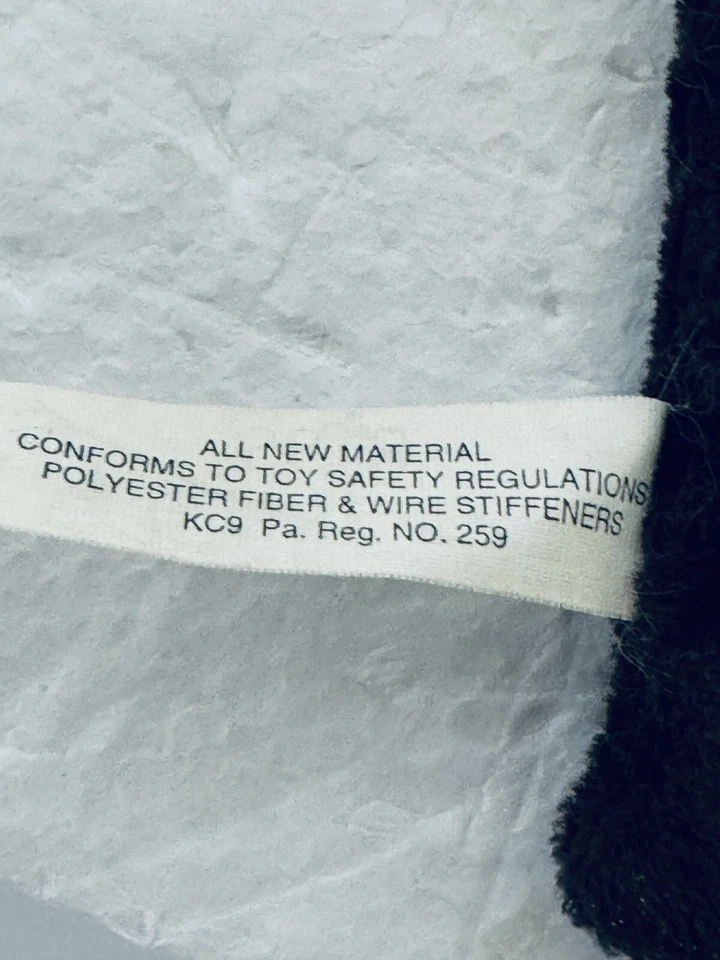 ALL NEW MATERIAL
CONFORMS TO TOY SAFETY REGULATIONS
POLYESTER FIBER & WIRE STIFFENERS
KC9 Pa. Reg. NO. 259